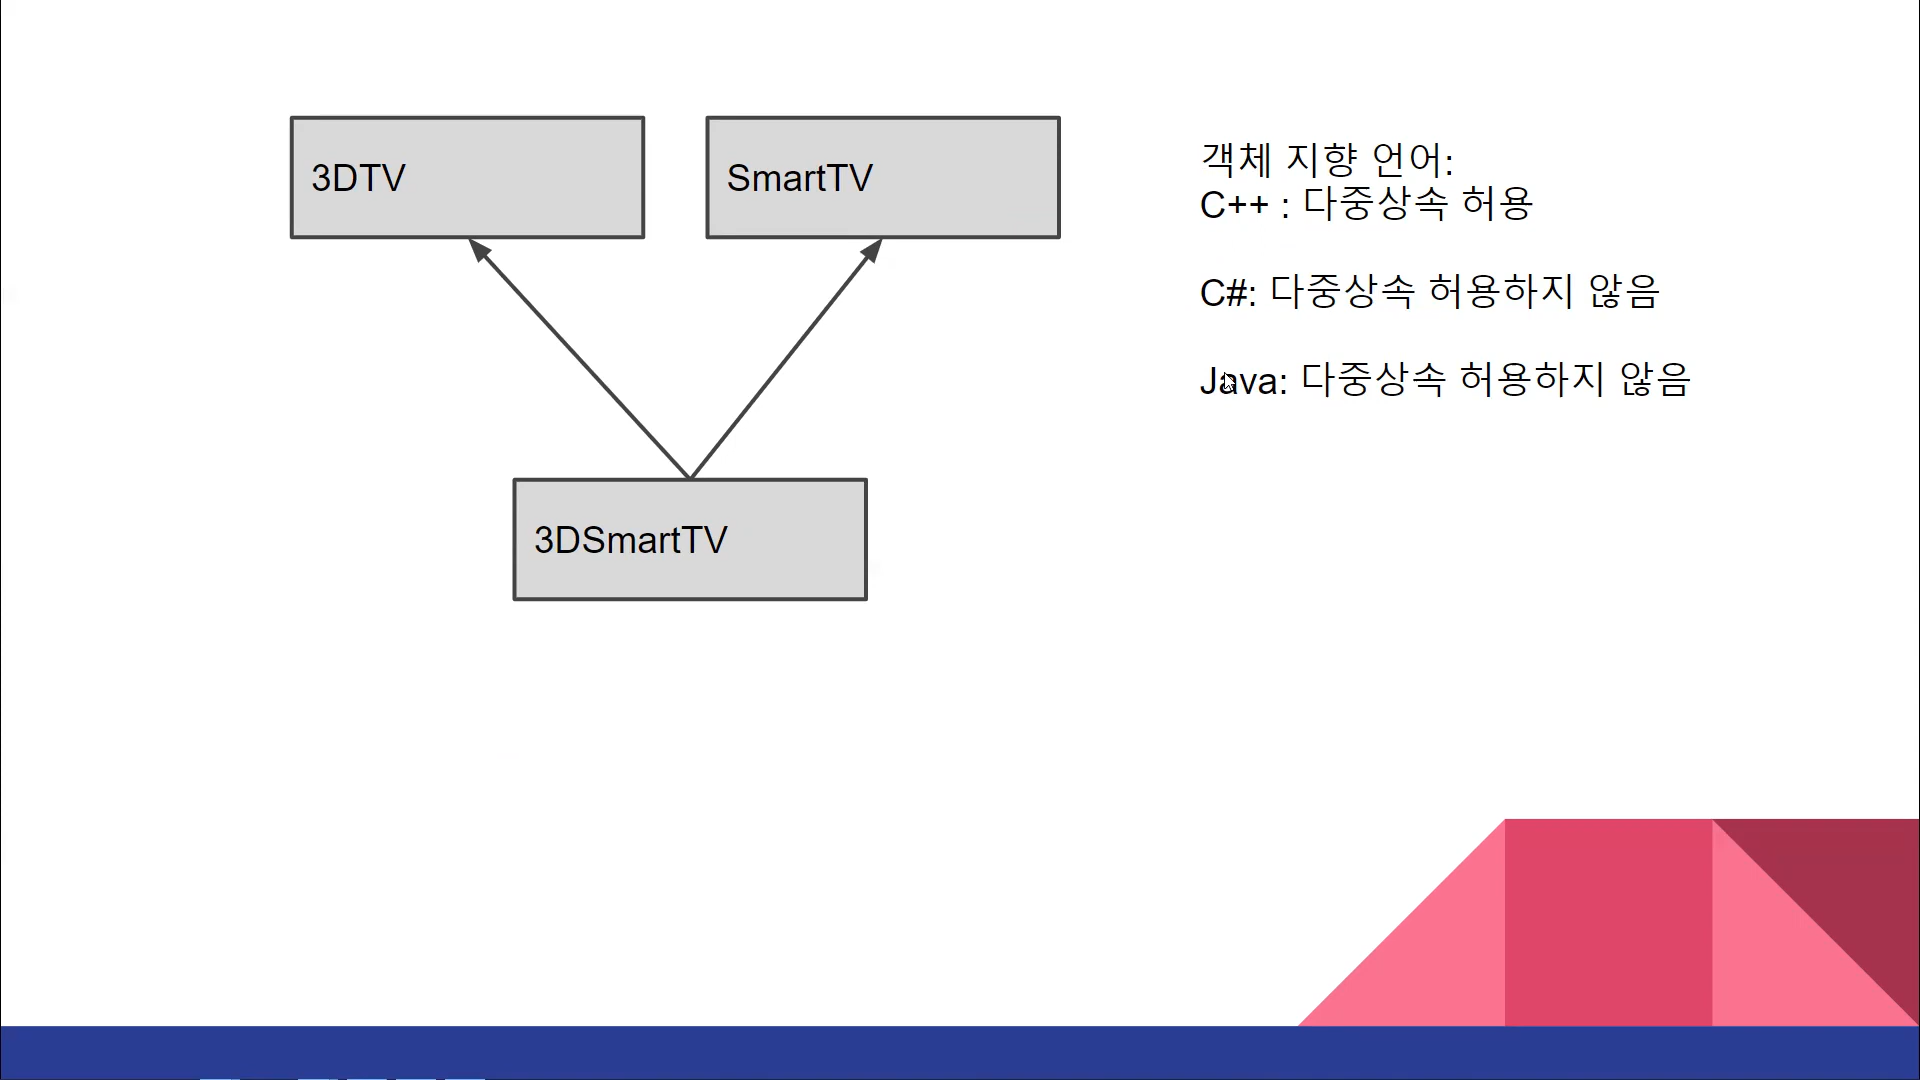 3DTV
SmartTV
3DSmartTV
객체 지향 언어:
C++ : 다중상속 허용
C#: 다중상속 허용하지 않음
Java: 다중상속 허용하지 않음